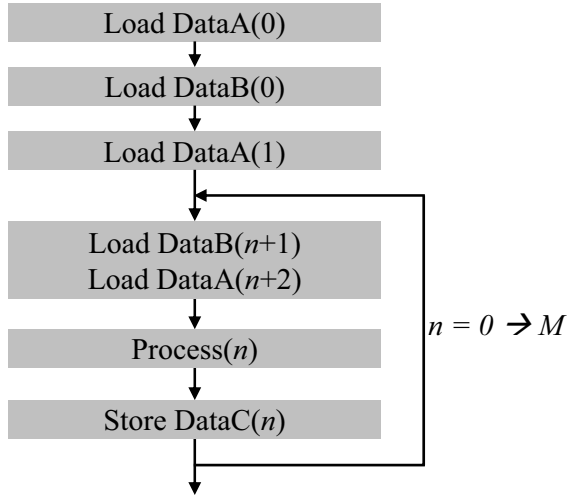 Load DataA(0)
Load DataB(0)
Load DataA(1)
Load DataB(n+1)
Load DataA(n+2)
n = 0 → M
Process(n)
Store DataC(n)